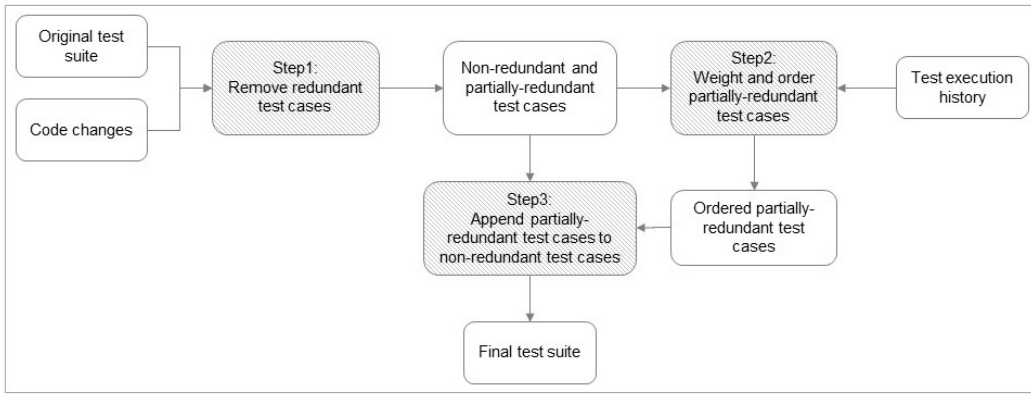 Original test
suite
Code changes
Step1:
Remove redundant
test cases
Non-redundant and
partially-redundant
test cases
Step2:
Weight and order
partially-redundant
test cases
Test execution
history
Step3:
Append partially-
redundant test cases to
non-redundant test cases
Ordered partially-
redundant test
cases
Final test suite